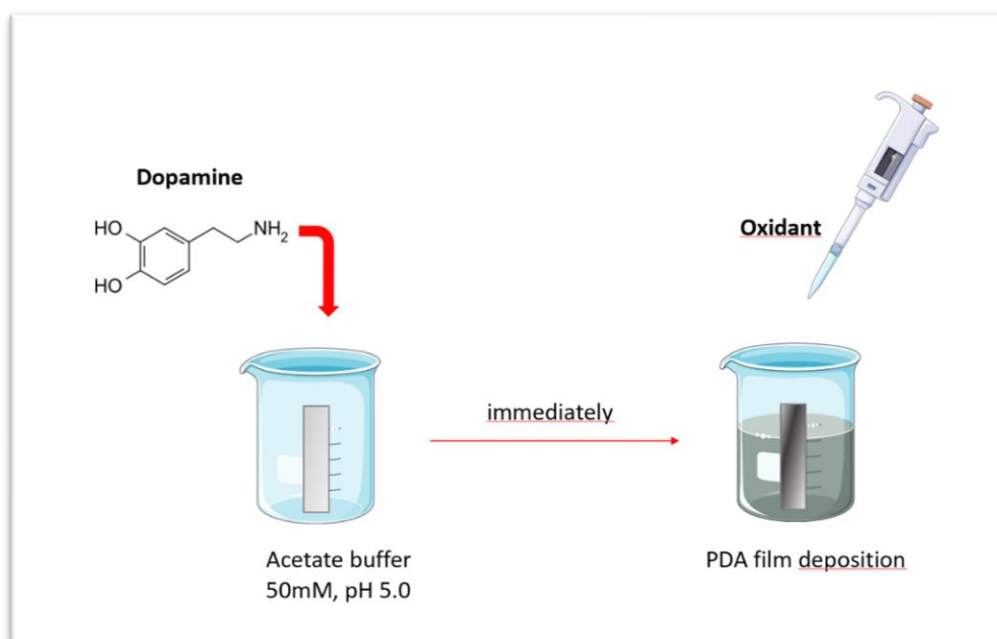 Dopamine
HO
NH2
HO
Oxidant
immediately
Acetate buffer
50mM, pH 5.0
PDA film deposition